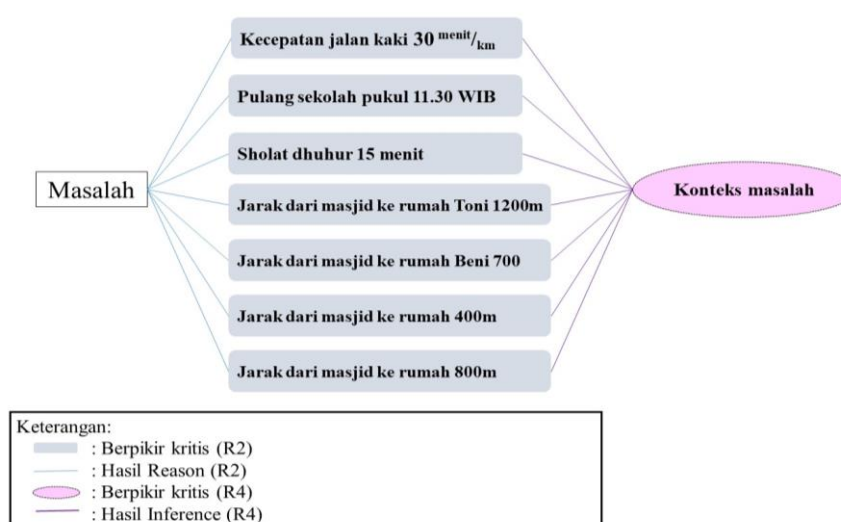 Kecepatan jalan kaki 30 menit/km
Pulang sekolah pukul 11.30 WIB
Sholat dhuhur 15 menit
Masalah
Jarak dari masjid ke rumah Toni 1200m
Konteks masalah
Jarak dari masjid ke rumah Beni 700
Jarak dari masjid ke rumah 400m
Jarak dari masjid ke rumah 800m
Keterangan:
: Berpikir kritis (R2)
: Hasil Reason (R2)
: Berpikir kritis (R4)
: Hasil Inference (R4)